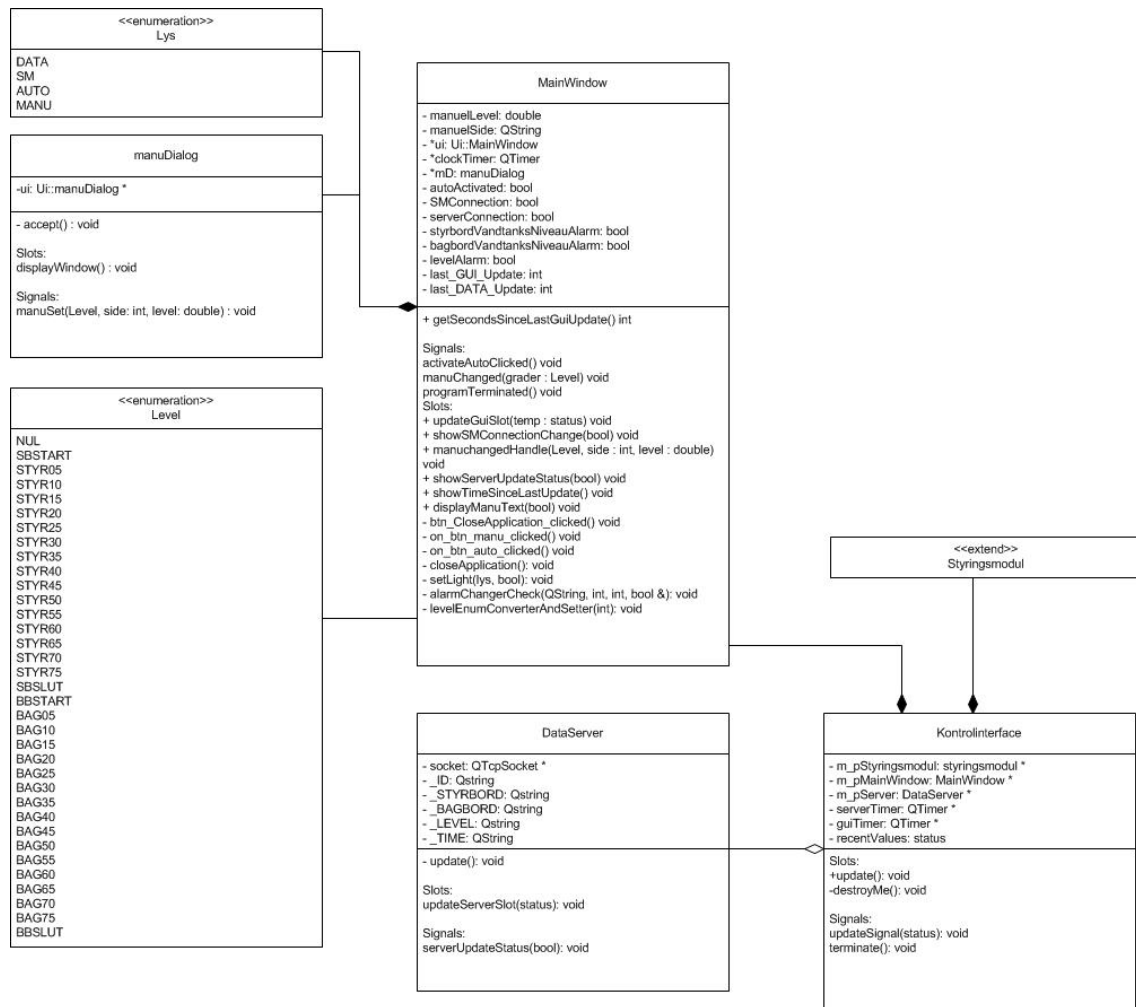 <<enumeration>>
Lys
DATA
SM
AUTO
MANU
manuDialog
-ui: Ui::manuDialog *
- accept() : void
Slots:
displayWindow() : void
Signals:
manuSet(Level, side: int, level: double) : void
<<enumeration>>
Level
NUL
SBSTART
STYR05
STYR10
STYR15
STYR20
STYR25
STYR30
STYR35
STYR40
STYR45
STYR50
STYR55
STYR60
STYR65
STYR70
STYR75
SBSLUT
BBSTART
BAG05
BAG10
BAG15
BAG20
BAG25
BAG30
BAG35
BAG40
BAG45
BAG50
BAG55
BAG60
BAG65
BAG70
BAG75
BBSLUT
MainWindow
- manuelLevel: double
- manuelSide: QString
- *ui: Ui::MainWindow
- *clockTimer: QTimer
- *mD: manuDialog
- autoActivated: bool
- SMConnection: bool
- serverConnection: bool
- styrbordVandtanksNiveauAlarm: bool
- bagbordVandtanksNiveauAlarm: bool
- levelAlarm: bool
- last_GUI_Update: int
- last_DATA_Update: int
+ getSecondsSinceLastGuiUpdate() int
Signals:
activateAutoClicked() void
manuChanged(grader : Level) void
programTerminated() void
Slots:
+ updateGuiSlot(temp : status) void
+ showSMConnectionChange(bool) void
+ manuchangedHandle(Level, side : int, level : double)
void
+ showServerUpdateStatus(bool) void
+ showTimeSinceLastUpdate() void
+ displayManuText(bool) void
- btn_CloseApplication_clicked() void
- on_btn_manu_clicked() void
- on_btn_auto_clicked() void
- closeApplication(): void
- setLight(lys, bool): void
- alarmChangerCheck(QString, int, int, bool &): void
- levelEnumConverterAndSetter(int): void
<<extend>>
Styringsmodul
DataServer
- socket: QTcpSocket *
- _ID: Qstring
- _STYRBORD: Qstring
- _BAGBORD: Qstring
- _LEVEL: Qstring
- _TIME: QString
- update(): void
Slots:
updateServerSlot(status): void
Signals:
serverUpdateStatus(bool): void
Kontrolinterface
- m_pStyringsmodul: styringsmodul *
- m_pMainWindow: MainWindow *
- m_pServer: DataServer *
- serverTimer: QTimer *
- guiTimer: QTimer *
- recentValues: status
Slots:
+update(): void
-destroyMe(): void
Signals:
updateSignal(status): void
terminate(): void